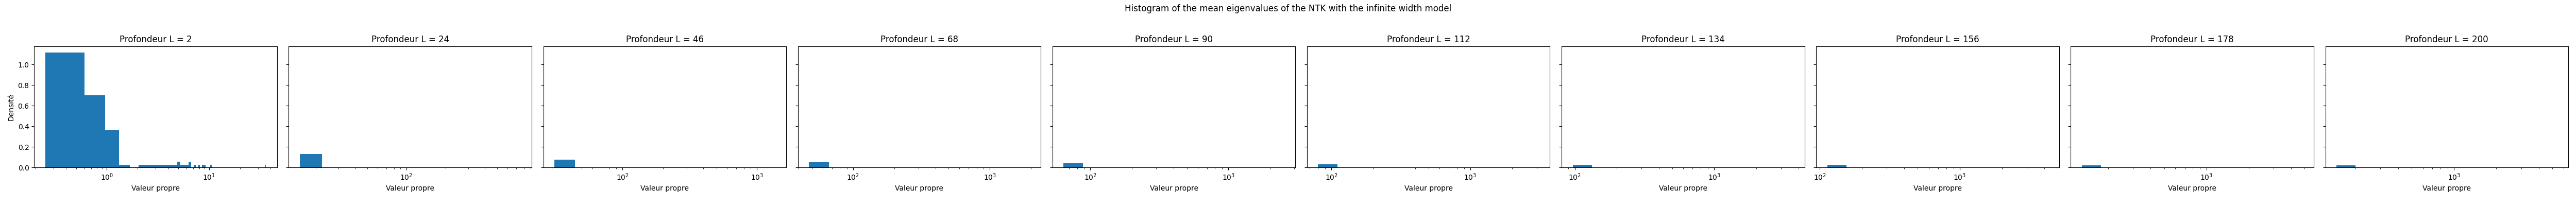 Histogram of the mean eigenvalues of the NTK with the infinite width model
Profondeur L = 2
Profondeur L = 24
Profondeur L = 46
Profondeur L = 68
Profondeur L = 90
Profondeur L = 112
Profondeur L = 134
Profondeur L = 156
Profondeur L = 178
Profondeur L = 200
Densité
1.0
0.8
0.6
0.4
0.2
0.0
10⁰ 10¹
10²
10² 10³
10² 10³
10² 10³
10² 10³
10² 10³
10² 10³
10³
10³
Valeur propre
Valeur propre
Valeur propre
Valeur propre
Valeur propre
Valeur propre
Valeur propre
Valeur propre
Valeur propre
Valeur propre